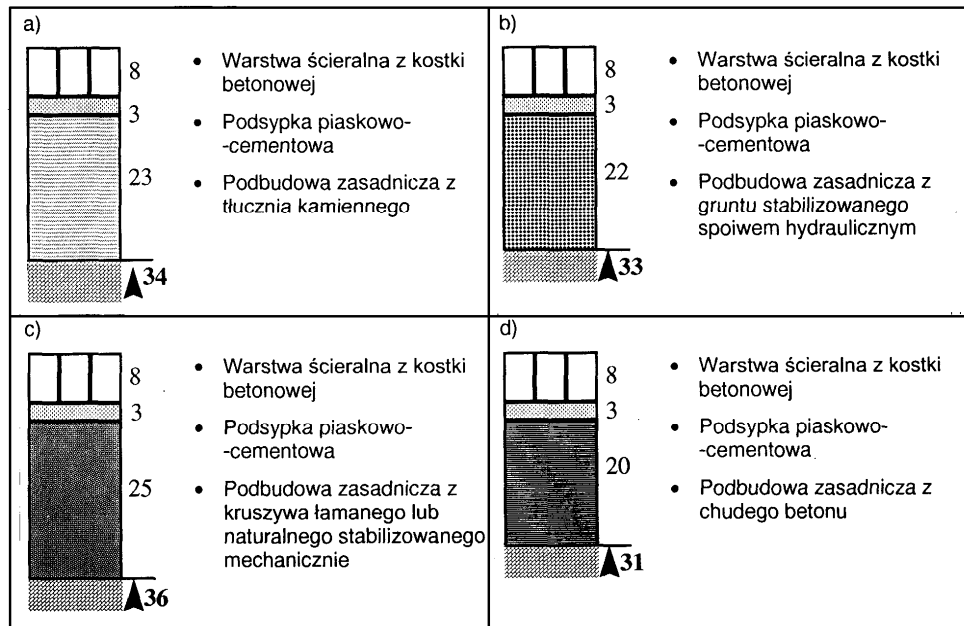 a)
8
3
23
34
• Warstwa ścieralna z kostki
betonowej
• Podsypka piaskowo-
-cementowa
• Podbudowa zasadnicza z
tłucznia kamiennego
b)
8
3
22
33
• Warstwa ścieralna z kostki
betonowej
• Podsypka piaskowo-
-cementowa
• Podbudowa zasadnicza z
gruntu stabilizowanego
spoiwem hydraulicznym
c)
8
3
25
36
• Warstwa ścieralna z kostki
betonowej
• Podsypka piaskowo-
-cementowa
• Podbudowa zasadnicza z
kruszywa łamanego lub
naturalnego stabilizowanego
mechanicznie
d)
8
3
20
31
• Warstwa ścieralna z kostki
betonowej
• Podsypka piaskowo-
-cementowa
• Podbudowa zasadnicza z
chudego betonu